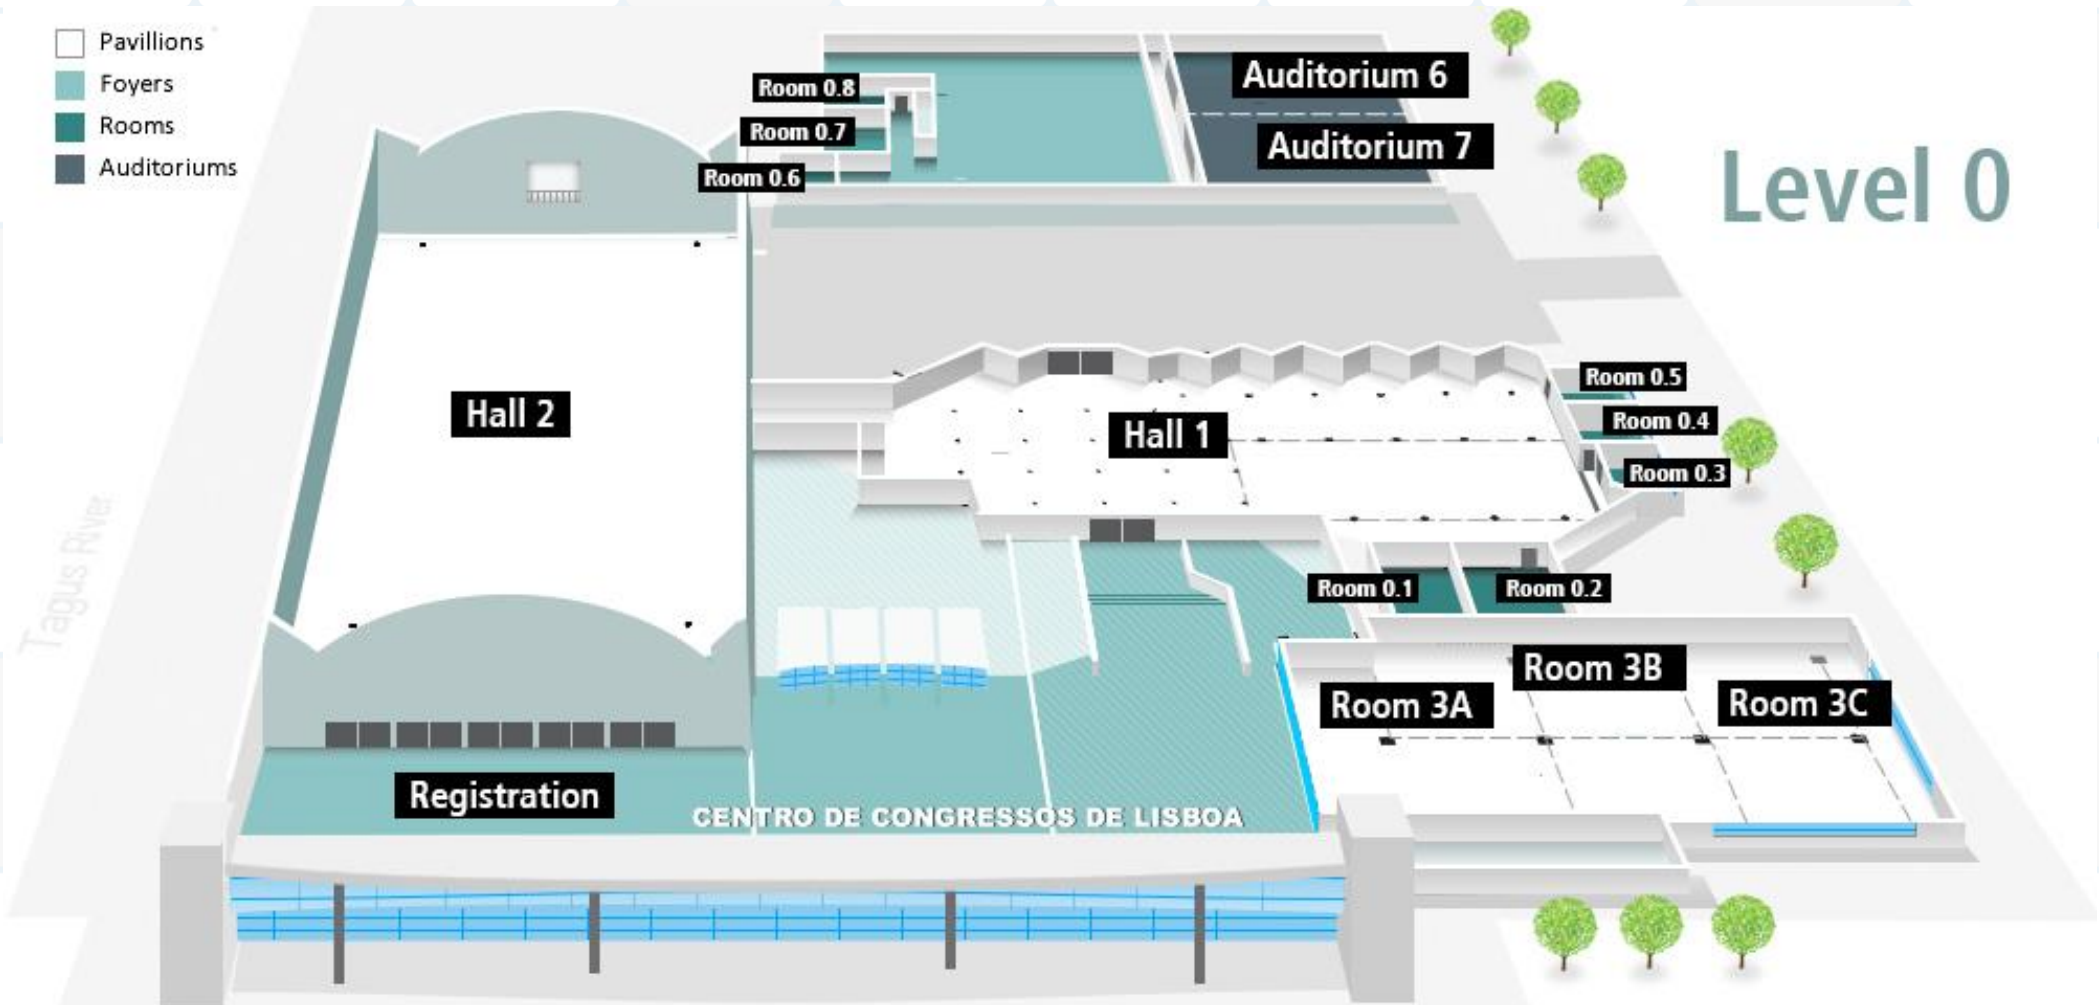 Pavillions
Foyers
Rooms
Auditoriums
Level 0
Auditorium 6
Auditorium 7
Room 0.8
Room 0.7
Room 0.6
Hall 2
Hall 1
Room 0.5
Room 0.4
Room 0.3
Room 0.1
Room 0.2
Room 3A
Room 3B
Room 3C
Tagus River
Registration
CENTRO DE CONGRESSOS DE LISBOA